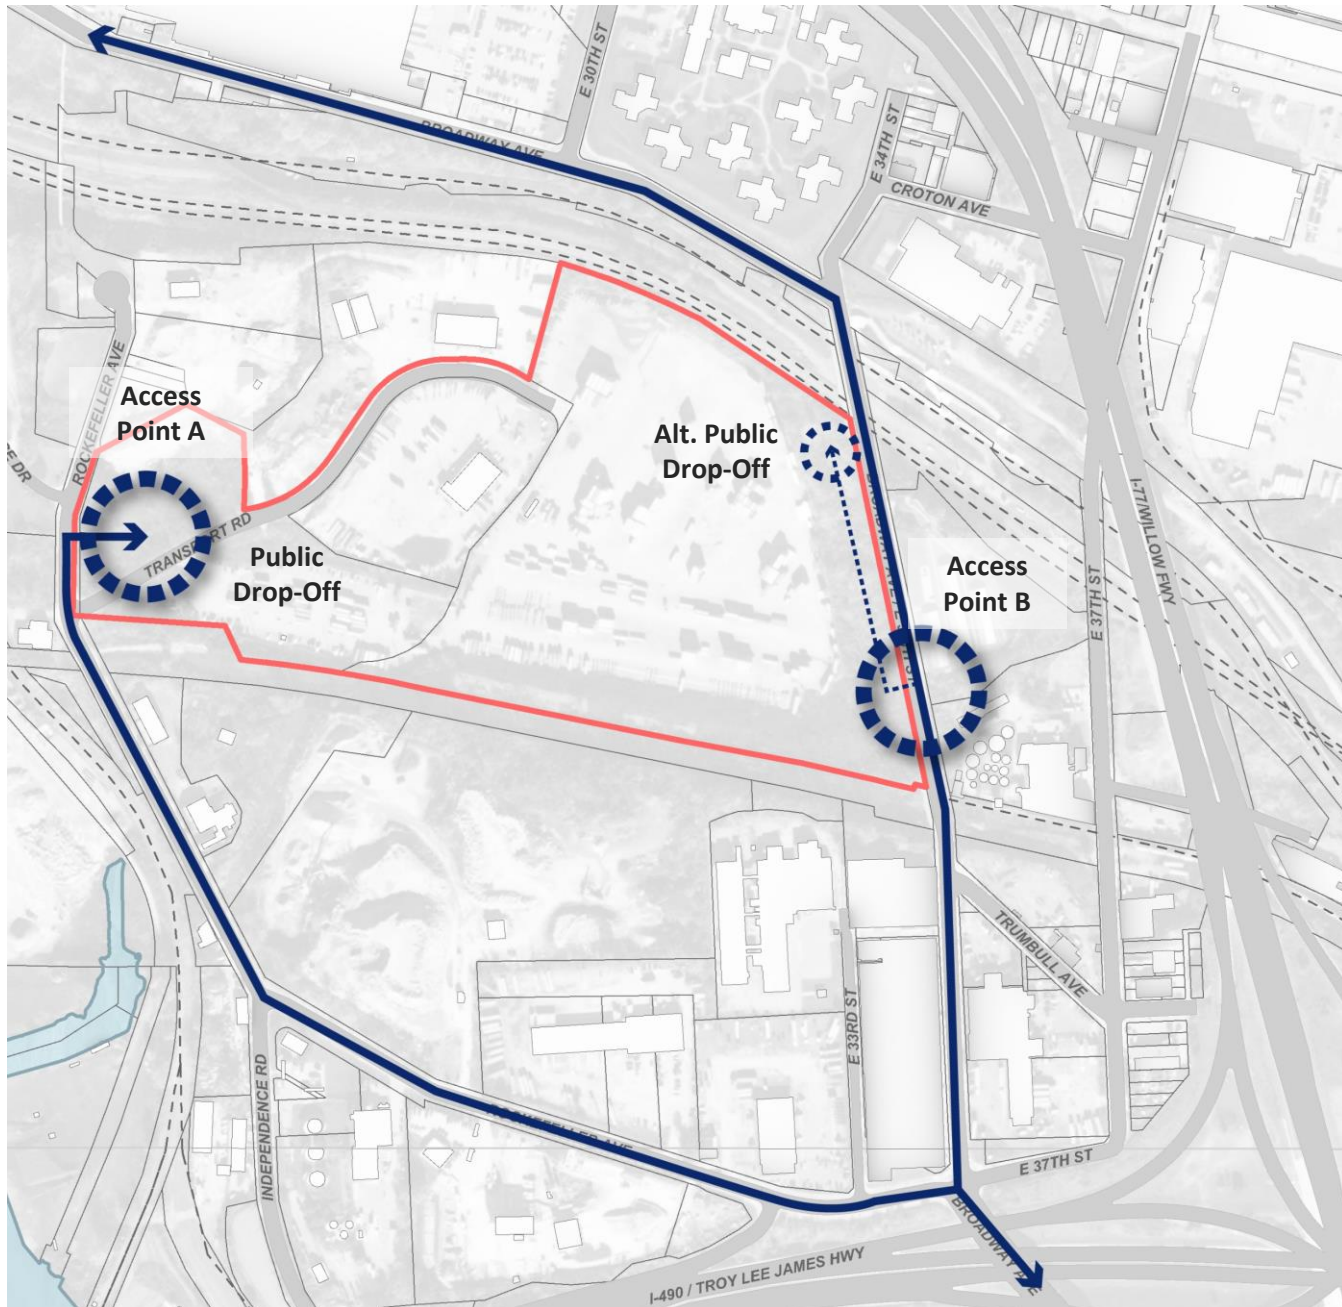 E 30TH ST
BROADWAY AVE
E 34TH ST
CROTON AVE
ROCKEFELLER AVE
Access
Point A
Alt. Public
Drop-Off
I-77/WILLOW FWY
TRANSPORT RD
Public
Drop-Off
Access
Point B
E 37TH ST
TRUMBULL AVE
E 33RD ST
INDEPENDENCE RD
ROCKEFELLER AVE
E 37TH ST
BROADWAY AVE
I-490 / TROY LEE JAMES HWY